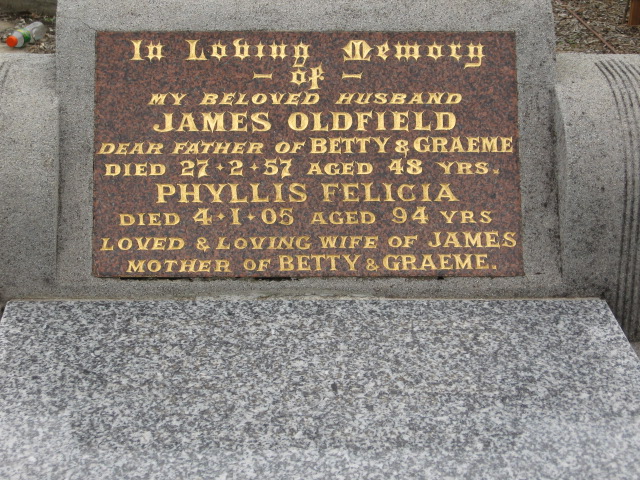 In Loving Memory
- of -
MY BELOVED HUSBAND
JAMES OLDFIELD
DEAR FATHER OF BETTY & GRAEME
DIED 27·2·57 AGED 48 YRS.
PHYLLIS FELICIA
DIED 4·1·05 AGED 94 YRS
LOVED & LOVING WIFE OF JAMES
MOTHER OF BETTY & GRAEME.